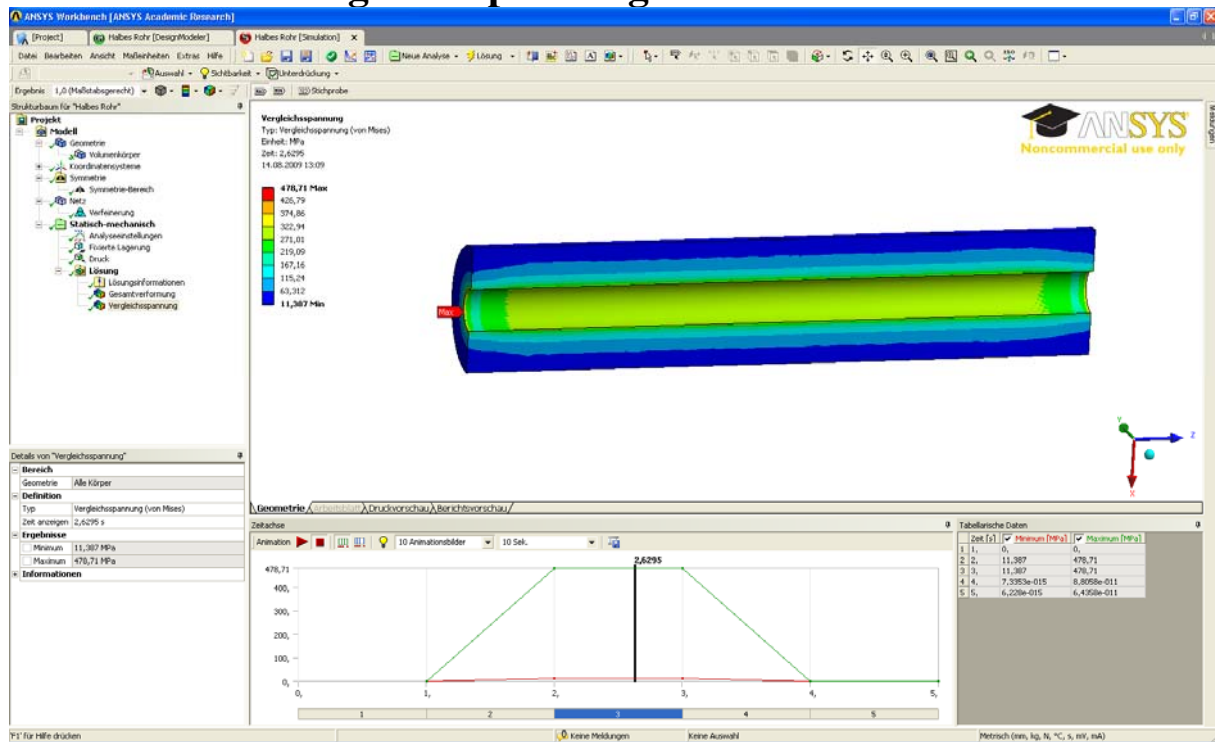 ANSYS Workbench [ANSYS Academic Research]
[Project]
Halbes Rohr [DesignModeler]
Halbes Rohr [Simulation]
Datei Bearbeiten Ansicht Maßeinheiten Extras Hilfe
Neue Analyse
Lösung
Auswahl
Sichtbarkeit
Unterdrückung
Ergebnis 1,0 (Maßstabsgerecht)
Stichprobe
Strukturbaum für "Halbes Rohr"
Projekt
Modell
Geometrie
Volumenkörper
Koordinatensysteme
Symmetrie
Symmetrie-Bereich
Netz
Verfeinerung
Statisch-mechanisch
Analyseeinstellungen
Fixierte Lagerung
Druck
Lösung
Lösungsinformationen
Gesamtverformung
Vergleichsspannung
Vergleichsspannung
Typ: Vergleichsspannung (von Mises)
Einheit: MPa
Zeit: 2,6295
14.08.2009 13:09
478,71 Max
426,79
374,86
322,94
271,01
219,09
167,16
115,24
63,312
11,387 Min
Max
ANSYS
Noncommercial use only
Meldungen
Y
Z
X
Details von "Vergleichsspannung"
Bereich
Geometrie Alle Körper
Definition
Typ Vergleichsspannung (von Mises)
Zeit anzeigen 2,6295 s
Ergebnisse
Minimum 11,387 MPa
Maximum 478,71 MPa
Informationen
Geometrie Arbeitsblatt Druckvorschau Berichtsvorschau
Zeitachse
Animation 10 Animationsbilder 10 Sek.
2,6295
478,71
400,
300,
200,
100,
0,
0, 1, 2, 3, 4, 5,
1 2 3 4 5
Tabellarische Daten
Zeit [s] Minimum [MPa] Maximum [MPa]
1 1, 0, 0,
2 2, 11,387 478,71
3 3, 11,387 478,71
4 4, 7,3353e-015 8,8058e-011
5 5, 6,228e-015 6,4358e-011
'F1' für Hilfe drücken
Keine Meldungen
Keine Auswahl
Metrisch (mm, kg, N, °C, s, mV, mA)